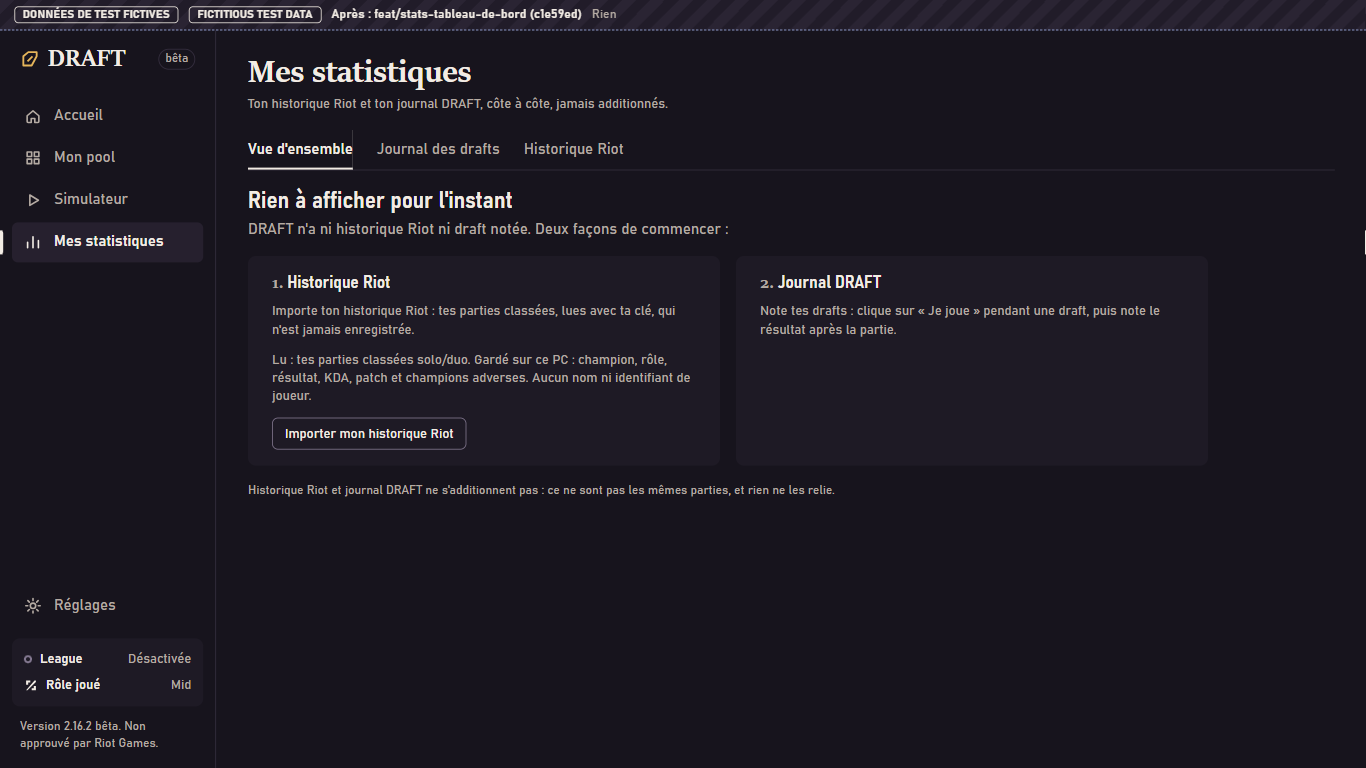 DONNÉES DE TEST FICTIVES FICTITIOUS TEST DATA Après : feat/stats-tableau-de-bord (c1e59ed) Rien
DRAFT bêta
Accueil
Mon pool
Simulateur
Mes statistiques
Réglages
League Désactivée
Rôle joué Mid
Version 2.16.2 bêta. Non
approuvé par Riot Games.
Mes statistiques
Ton historique Riot et ton journal DRAFT, côte à côte, jamais additionnés.
Vue d'ensemble Journal des drafts Historique Riot
Rien à afficher pour l'instant
DRAFT n'a ni historique Riot ni draft notée. Deux façons de commencer :
1. Historique Riot
Importe ton historique Riot : tes parties classées, lues avec ta clé, qui
n'est jamais enregistrée.
Lu : tes parties classées solo/duo. Gardé sur ce PC : champion, rôle,
résultat, KDA, patch et champions adverses. Aucun nom ni identifiant de
joueur.
Importer mon historique Riot
2. Journal DRAFT
Note tes drafts : clique sur « Je joue » pendant une draft, puis note le
résultat après la partie.
Historique Riot et journal DRAFT ne s'additionnent pas : ce ne sont pas les mêmes parties, et rien ne les relie.